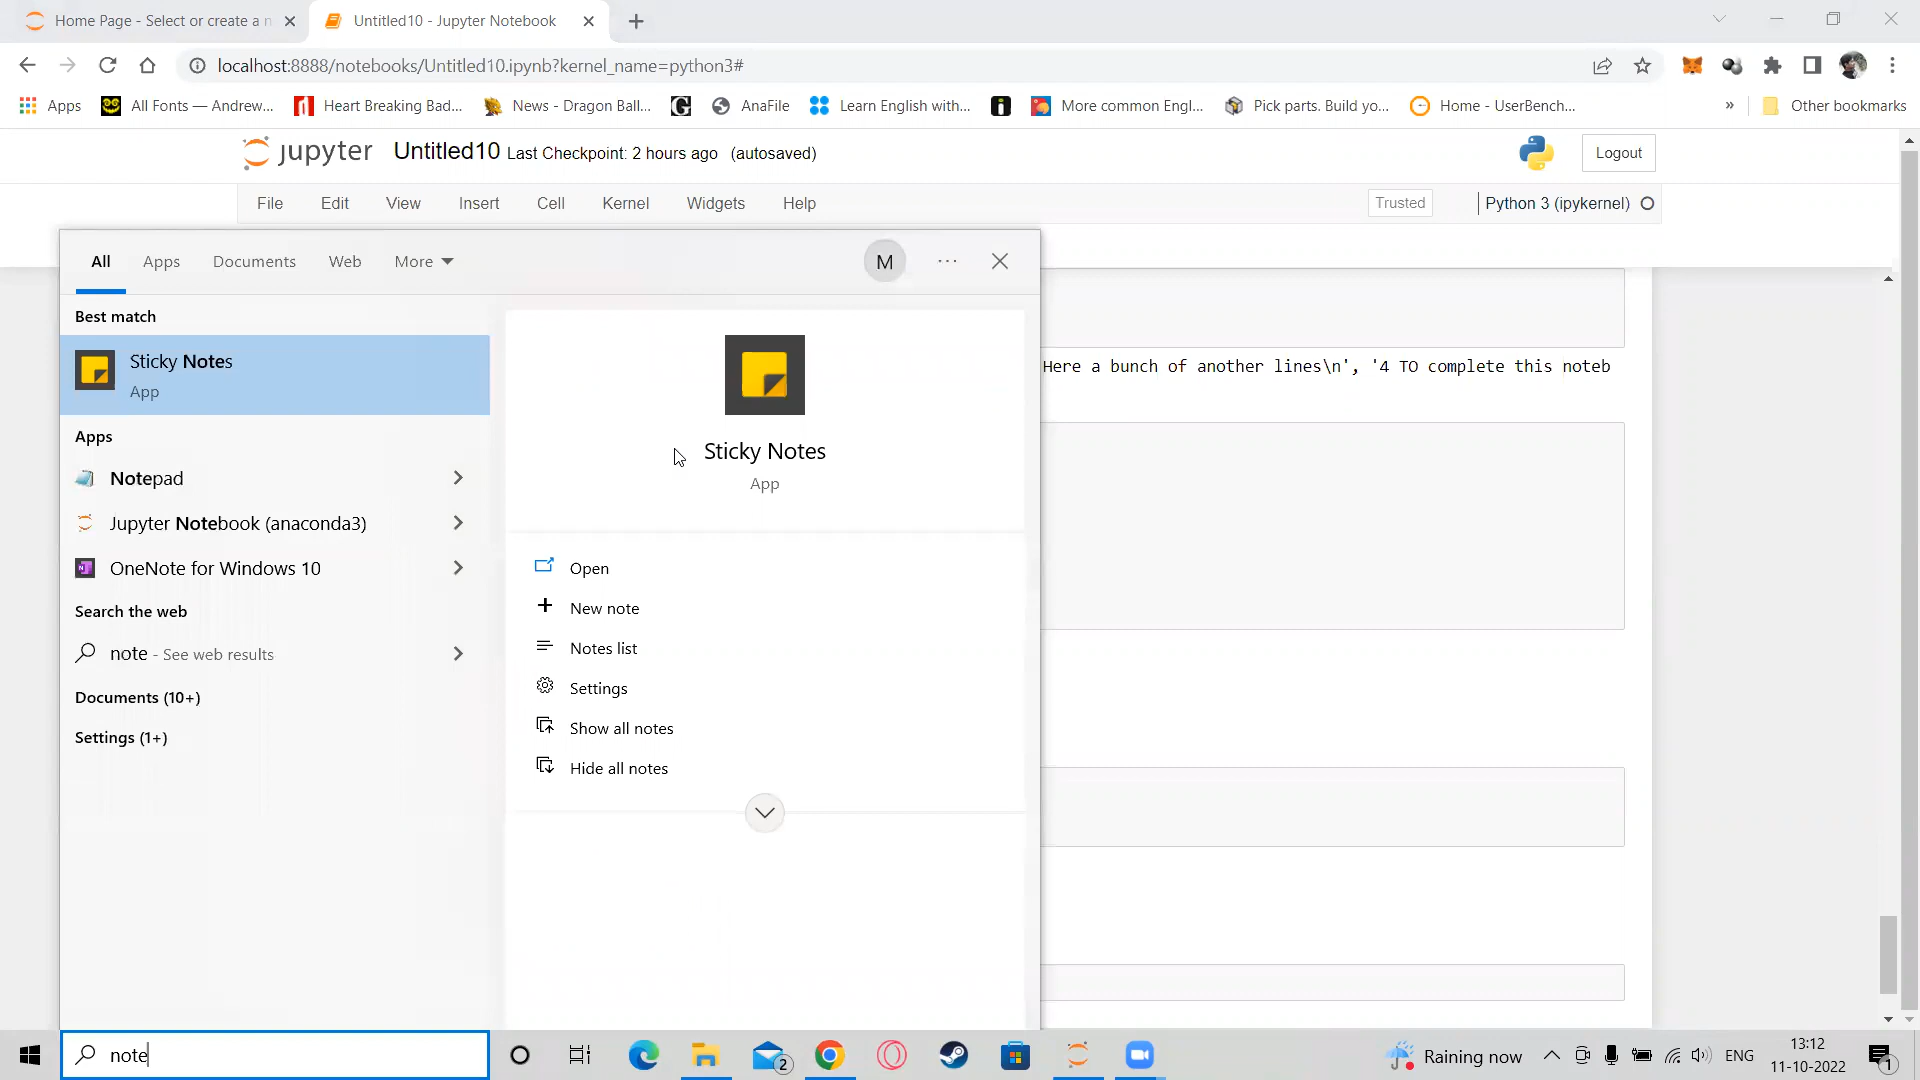 Home Page - Select or create a n
Untitled10 - Jupyter Notebook
localhost:8888/notebooks/Untitled10.ipynb?kernel_name=python3#
Apps
All Fonts — Andrew...
Heart Breaking Bad...
News - Dragon Ball...
G
AnaFile
Learn English with...
More common Engl...
Pick parts. Build yo...
Home - UserBench...
»
Other bookmarks
jupyter
Untitled10 Last Checkpoint: 2 hours ago (autosaved)
Logout
File
Edit
View
Insert
Cell
Kernel
Widgets
Help
Trusted
Python 3 (ipykernel)
All
Apps
Documents
Web
More
M
Best match
Sticky Notes
App
Apps
Notepad
Jupyter Notebook (anaconda3)
OneNote for Windows 10
Search the web
note - See web results
Documents (10+)
Settings (1+)
Sticky Notes
App
Open
New note
Notes list
Settings
Show all notes
Hide all notes
Here a bunch of another lines\n', '4 TO complete this noteb
note
2
Raining now
ENG
13:12
11-10-2022
1